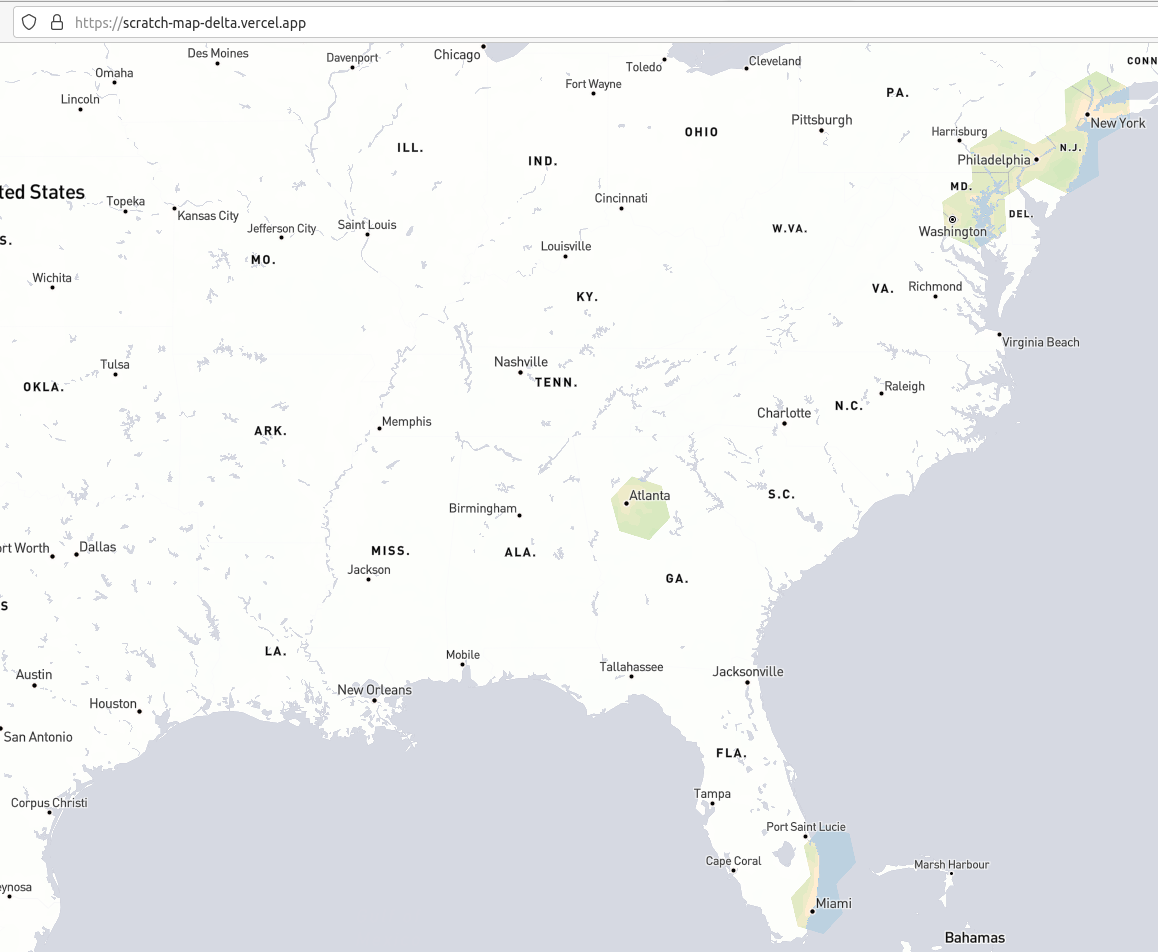 https://scratch-map-delta.vercel.app
Des Moines
Davenport
Chicago
Toledo
Cleveland
CONN
Omaha
Fort Wayne
PA.
Lincoln
Pittsburgh
New York
OHIO
Harrisburg
ILL.
N.J.
IND.
Philadelphia
ted States
MD.
Topeka
Cincinnati
Kansas City
DEL.
Jefferson City
Saint Louis
W.VA.
Washington
S.
Louisville
MO.
Wichita
VA.
Richmond
KY.
Virginia Beach
Tulsa
Nashville
TENN.
OKLA.
Raleigh
N.C.
Charlotte
Memphis
ARK.
Atlanta
S.C.
Birmingham
ort Worth
Dallas
MISS.
ALA.
Jackson
GA.
S
LA.
Mobile
Tallahassee
Jacksonville
Austin
New Orleans
Houston
San Antonio
FLA.
Tampa
Corpus Christi
Port Saint Lucie
Cape Coral
Marsh Harbour
eynosa
Miami
Bahamas